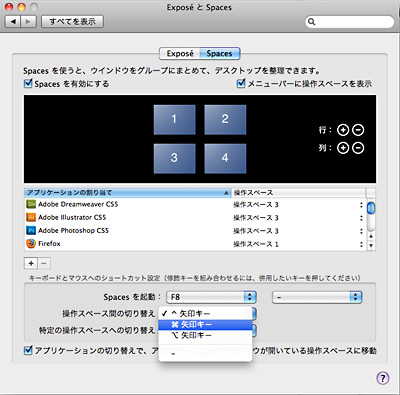 Exposé と Spaces
すべてを表示
Exposé Spaces
Spaces を使うと、ウインドウをグループにまとめて、デスクトップを整理できます。
Spaces を有効にする メニューバーに操作スペースを表示
1 2
行：
列：
3 4
アプリケーションの割り当て 操作スペース
Adobe Dreamweaver CS5 操作スペース 3
Adobe Illustrator CS5 操作スペース 3
Adobe Photoshop CS5 操作スペース 3
Firefox 操作スペース 1
+ −
キーボードとマウスへのショートカット設定（修飾キーを組み合わせるには、併用したいキーを押してください）
Spaces を起動： F8 –
操作スペース間の切り替え ✓ ^ 矢印キー
⌘ 矢印キー
特定の操作スペースへの切り替え
⌥ 矢印キー
–
アプリケーションの切り替えで、ア ウが開いている操作スペースに移動
?